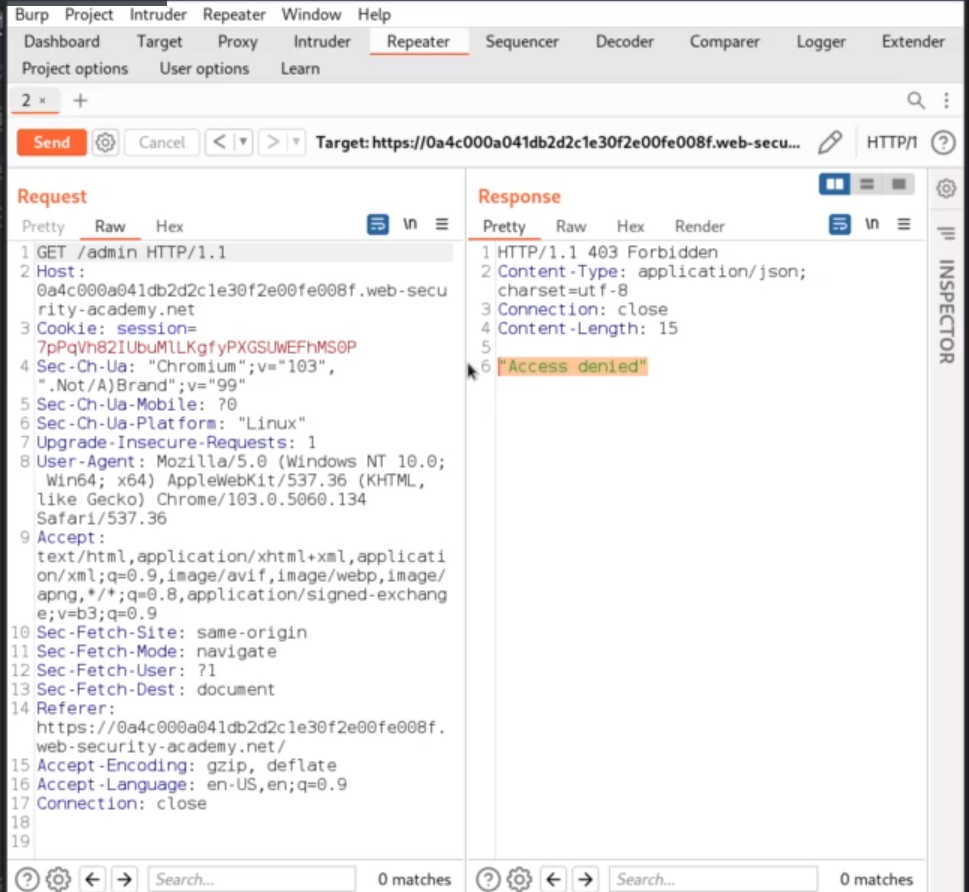 Burp Project Intruder Repeater Window Help
Dashboard Target Proxy Intruder Repeater Sequencer Decoder Comparer Logger Extender
Project options User options Learn
2 ×
Send Cancel Target: https://0a4c000a041db2d2c1e30f2e00fe008f.web-secu... HTTP/1
Request
Pretty Raw Hex \n
1 GET /admin HTTP/1.1
2 Host:
0a4c000a041db2d2c1e30f2e00fe008f.web-secu
rity-academy.net
3 Cookie: session=
7pPqVh82IUbuMlLKgfyPXGSUWEFhMS0P
4 Sec-Ch-Ua: "Chromium";v="103",
".Not/A)Brand";v="99"
5 Sec-Ch-Ua-Mobile: ?0
6 Sec-Ch-Ua-Platform: "Linux"
7 Upgrade-Insecure-Requests: 1
8 User-Agent: Mozilla/5.0 (Windows NT 10.0;
Win64; x64) AppleWebKit/537.36 (KHTML,
like Gecko) Chrome/103.0.5060.134
Safari/537.36
9 Accept:
text/html,application/xhtml+xml,applicati
on/xml;q=0.9,image/avif,image/webp,image/
apng,*/*;q=0.8,application/signed-exchang
e;v=b3;q=0.9
10 Sec-Fetch-Site: same-origin
11 Sec-Fetch-Mode: navigate
12 Sec-Fetch-User: ?1
13 Sec-Fetch-Dest: document
14 Referer:
https://0a4c000a041db2d2c1e30f2e00fe008f.
web-security-academy.net/
15 Accept-Encoding: gzip, deflate
16 Accept-Language: en-US,en;q=0.9
17 Connection: close
18
19
Search... 0 matches
Response
Pretty Raw Hex Render \n
1 HTTP/1.1 403 Forbidden
2 Content-Type: application/json;
charset=utf-8
3 Connection: close
4 Content-Length: 15
5
6 "Access denied"
Search... 0 matches
INSPECTOR